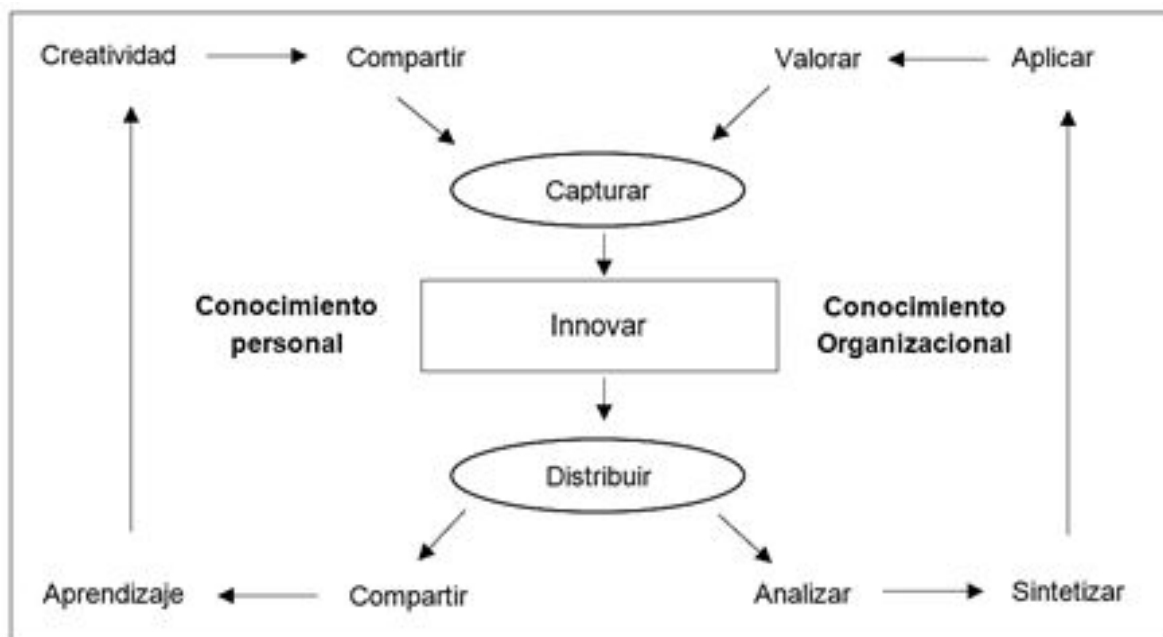 Creatividad
Compartir
Valorar
Aplicar
Capturar
Conocimiento
personal
Innovar
Conocimiento
Organizacional
Distribuir
Aprendizaje
Compartir
Analizar
Sintetizar